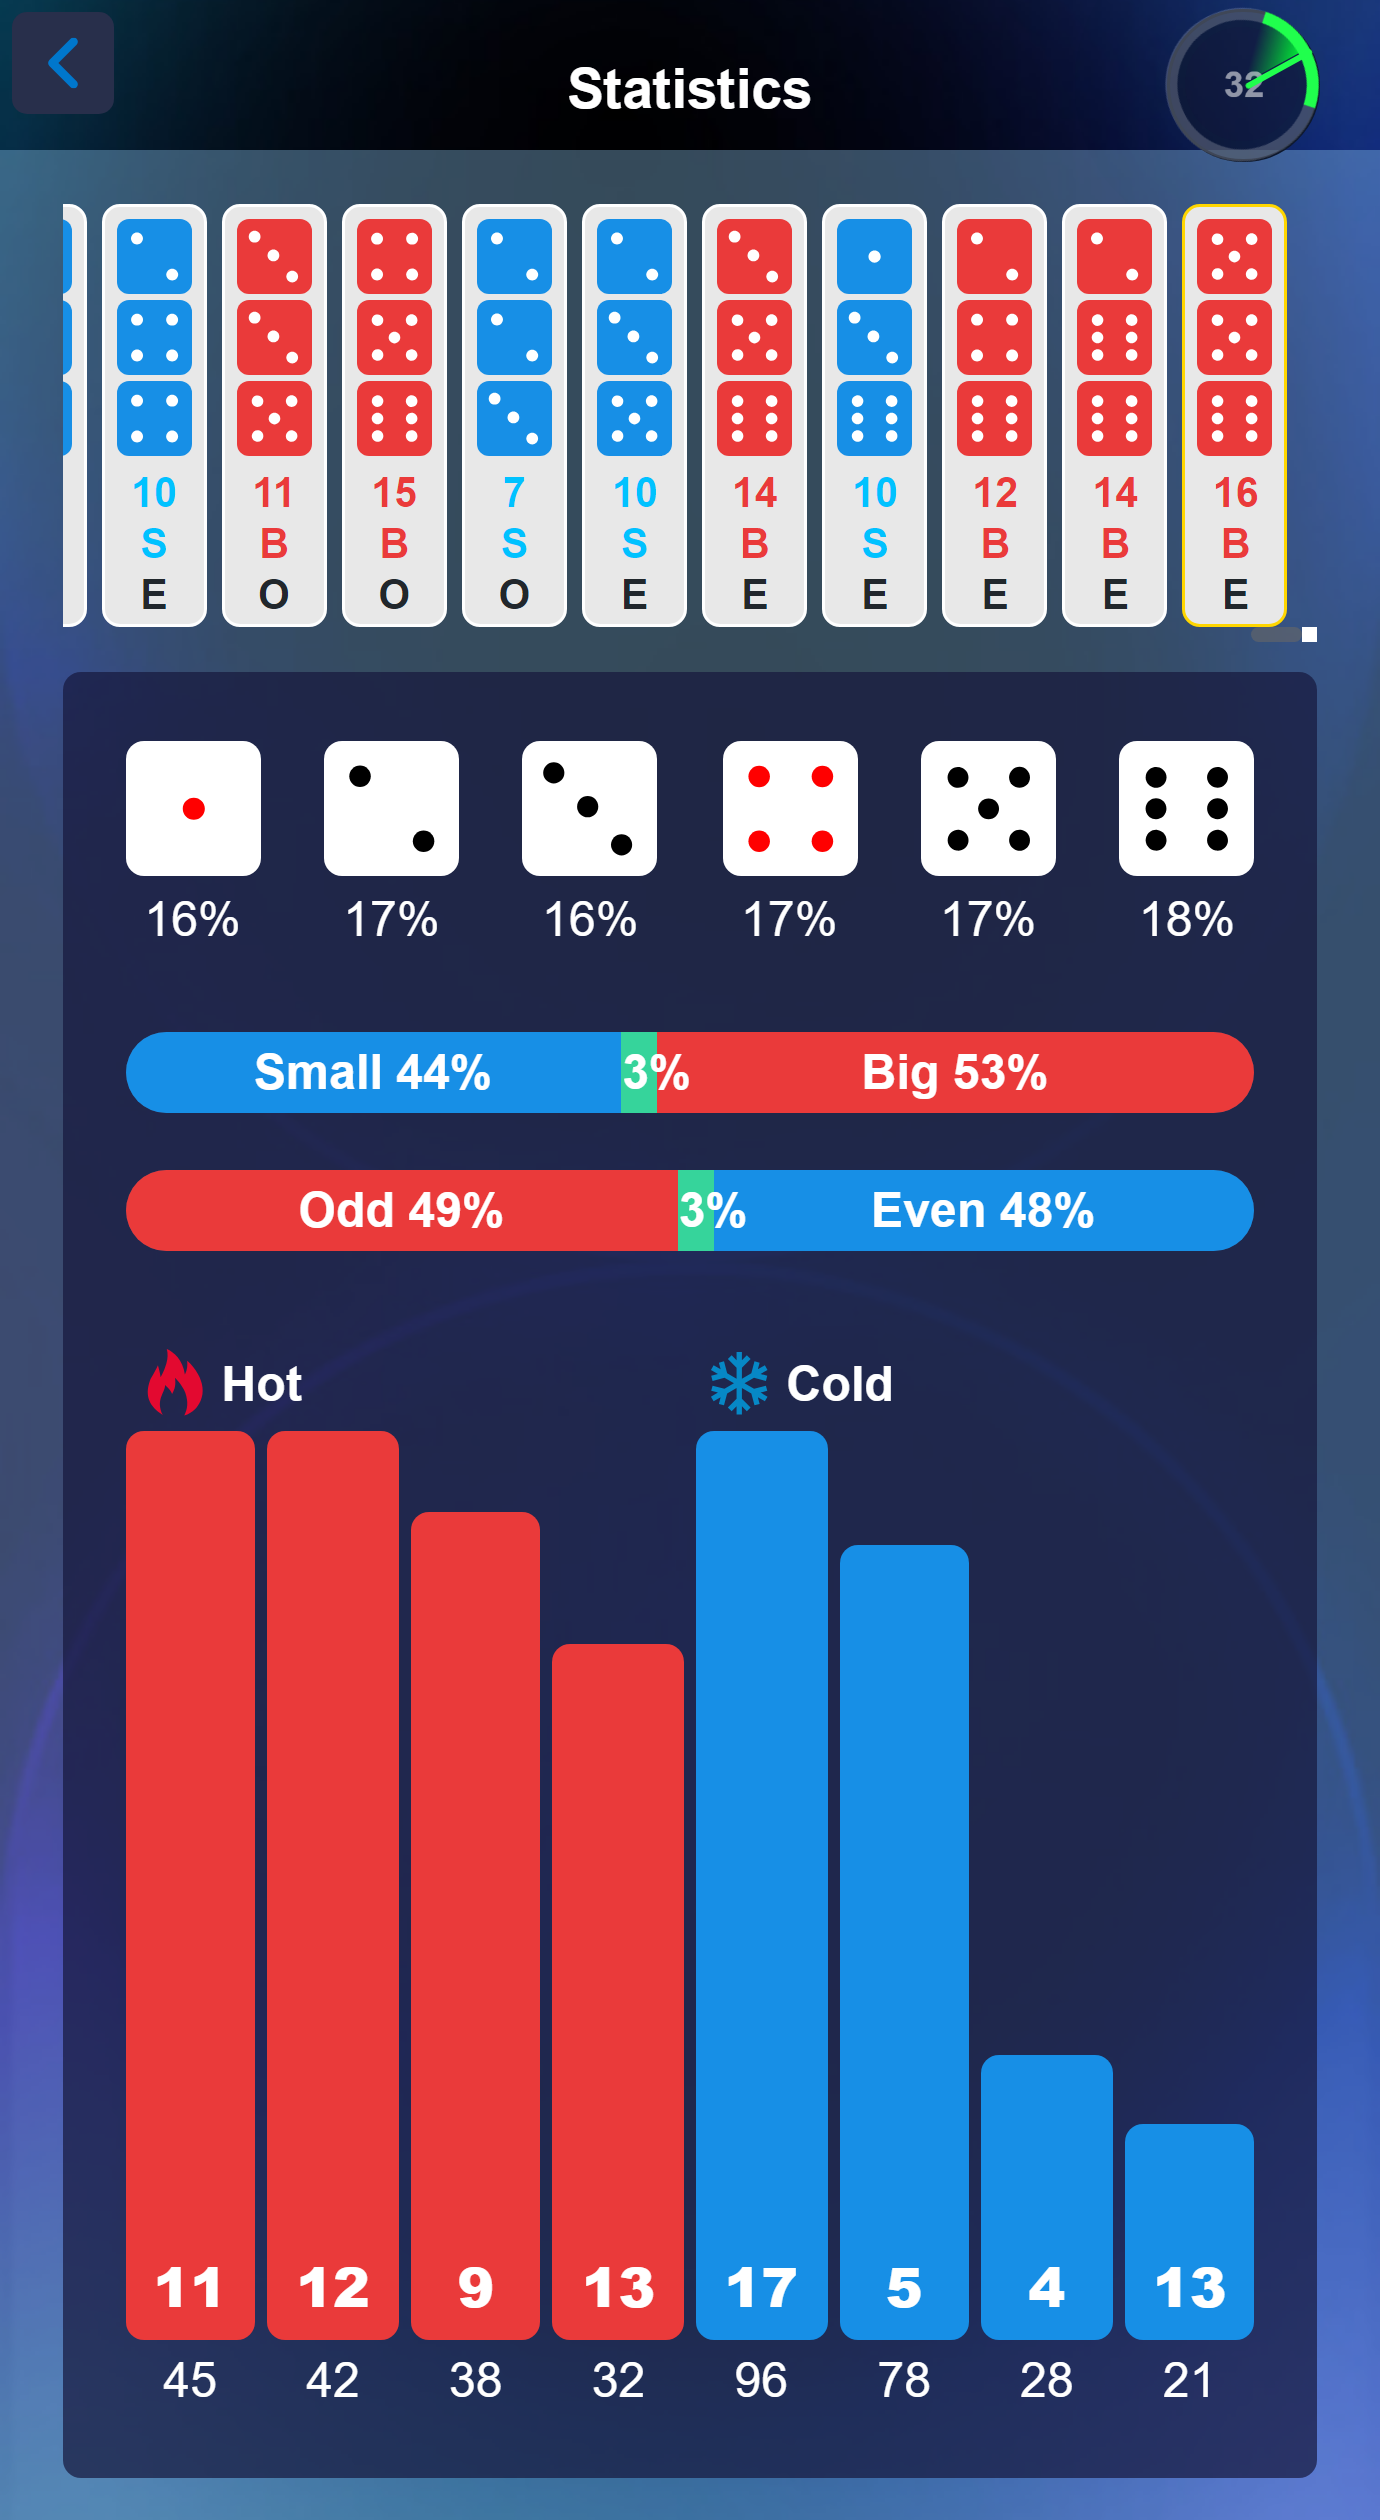 Statistics
32
10 11 15 7 10 14 10 12 14 16
S B B S S B S B B B
E O O O E E E E E E
16% 17% 16% 17% 17% 18%
Small 44% 3% Big 53%
Odd 49% 3% Even 48%
Hot Cold
11 12 9 13 17 5 4 13
45 42 38 32 96 78 28 21